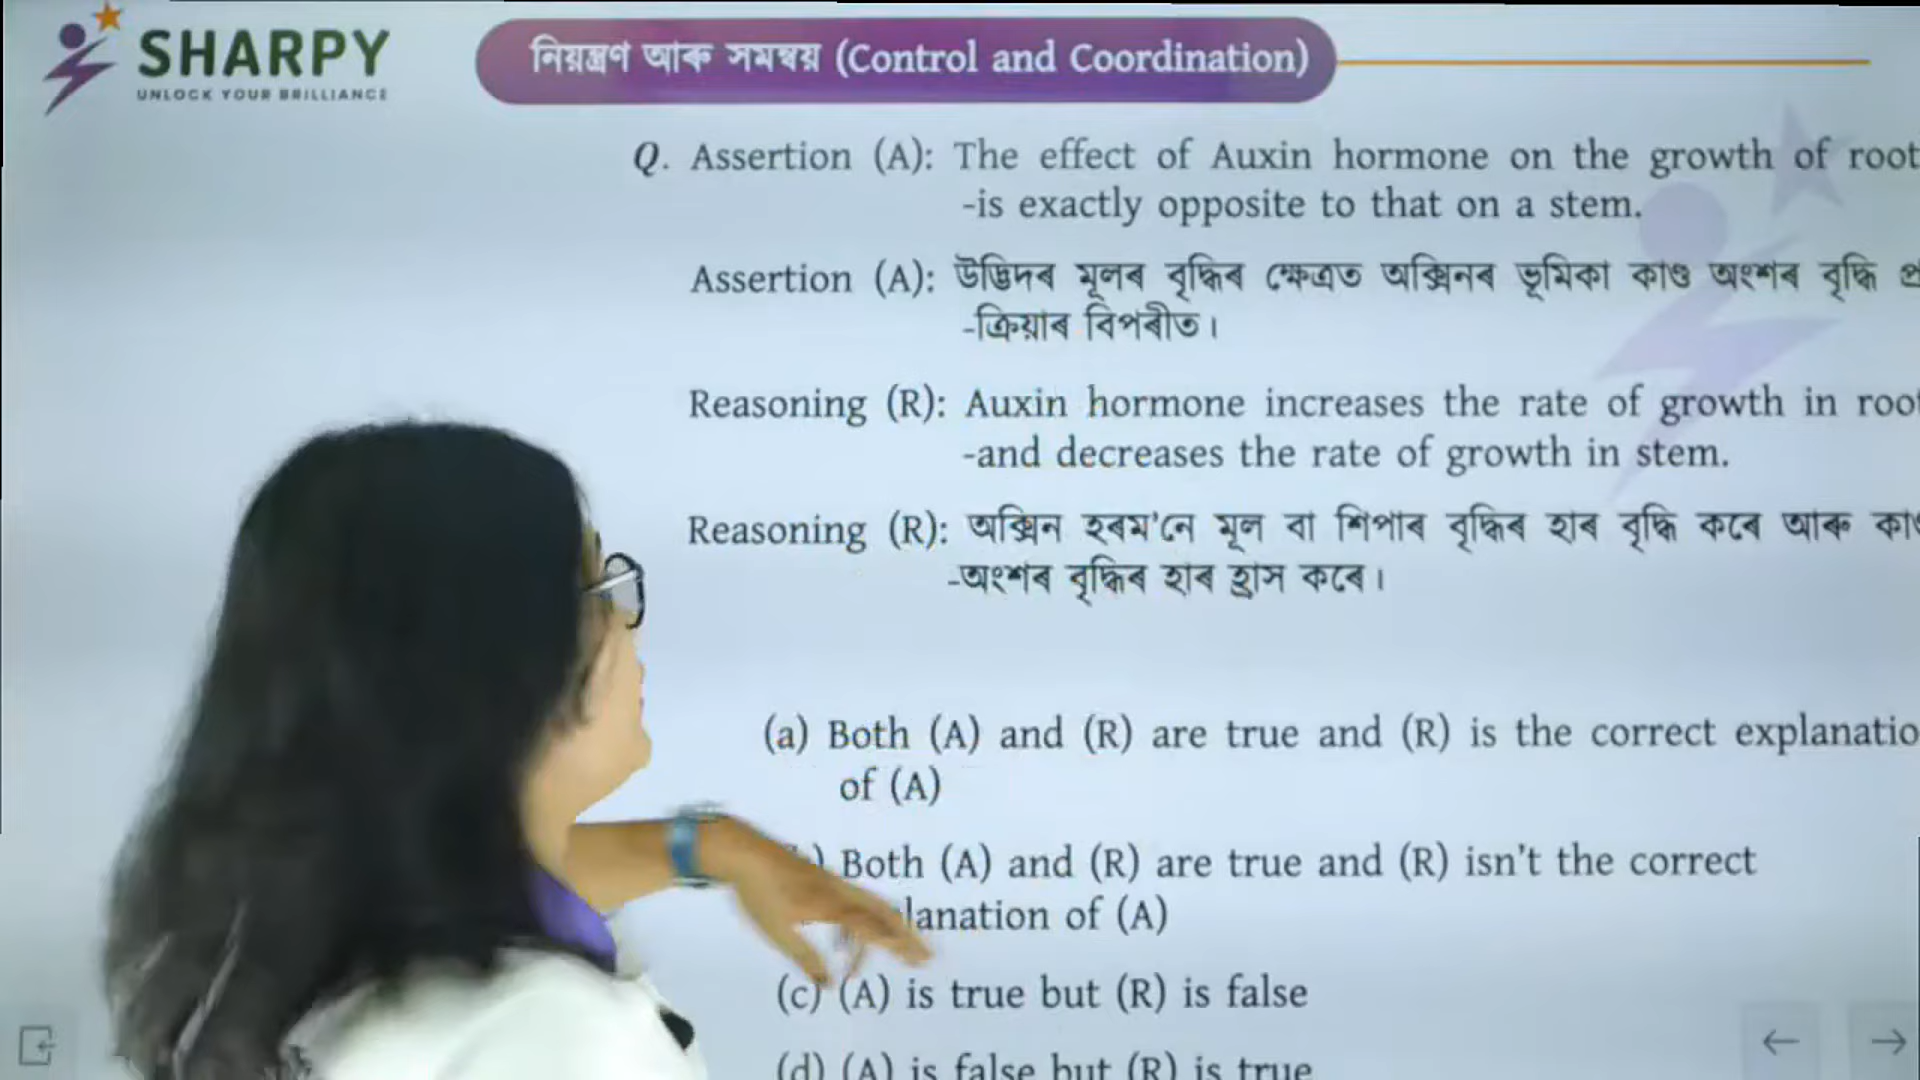 SHARPY
UNLOCK YOUR BRILLIANCE
নিয়ন্ত্ৰণ আৰু সমন্বয় (Control and Coordination)
Q. Assertion (A): The effect of Auxin hormone on the growth of root
-is exactly opposite to that on a stem.
Assertion (A): উদ্ভিদৰ মূলৰ বৃদ্ধিৰ ক্ষেত্ৰত অক্সিনৰ ভূমিকা কাণ্ড অংশৰ বৃদ্ধি
-ক্ৰিয়াৰ বিপৰীত।
Reasoning (R): Auxin hormone increases the rate of growth in root
-and decreases the rate of growth in stem.
Reasoning (R): অক্সিন হৰম'নে মূল বা শিপাৰ বৃদ্ধিৰ হাৰ বৃদ্ধি কৰে আৰু
-অংশৰ বৃদ্ধিৰ হাৰ হ্ৰাস কৰে।
(a) Both (A) and (R) are true and (R) is the correct explanatio
of (A)
Both (A) and (R) are true and (R) isn't the correct
lanation of (A)
(c) (A) is true but (R) is false
(d) (A) is false but (R) is true